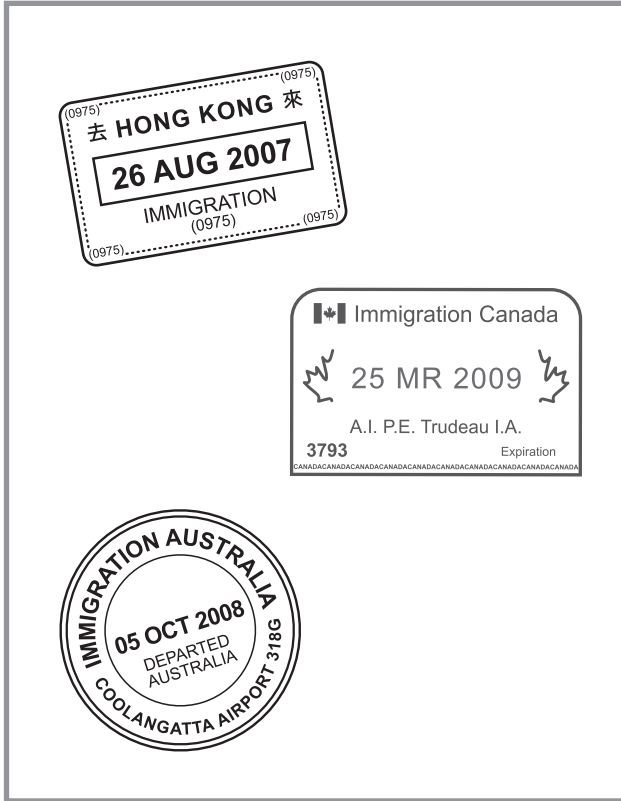 (0975) (0975)
去 HONG KONG 來
26 AUG 2007
IMMIGRATION
(0975)
(0975) (0975)
Immigration Canada
25 MR 2009
A.I. P.E. Trudeau I.A.
3793 Expiration
CANADACANADACANADACANADACANADACANADACANADACANADACANADACANADACANADA
IMMIGRATION AUSTRALIA
05 OCT 2008
DEPARTED
AUSTRALIA
COOLANGATTA AIRPORT 318G